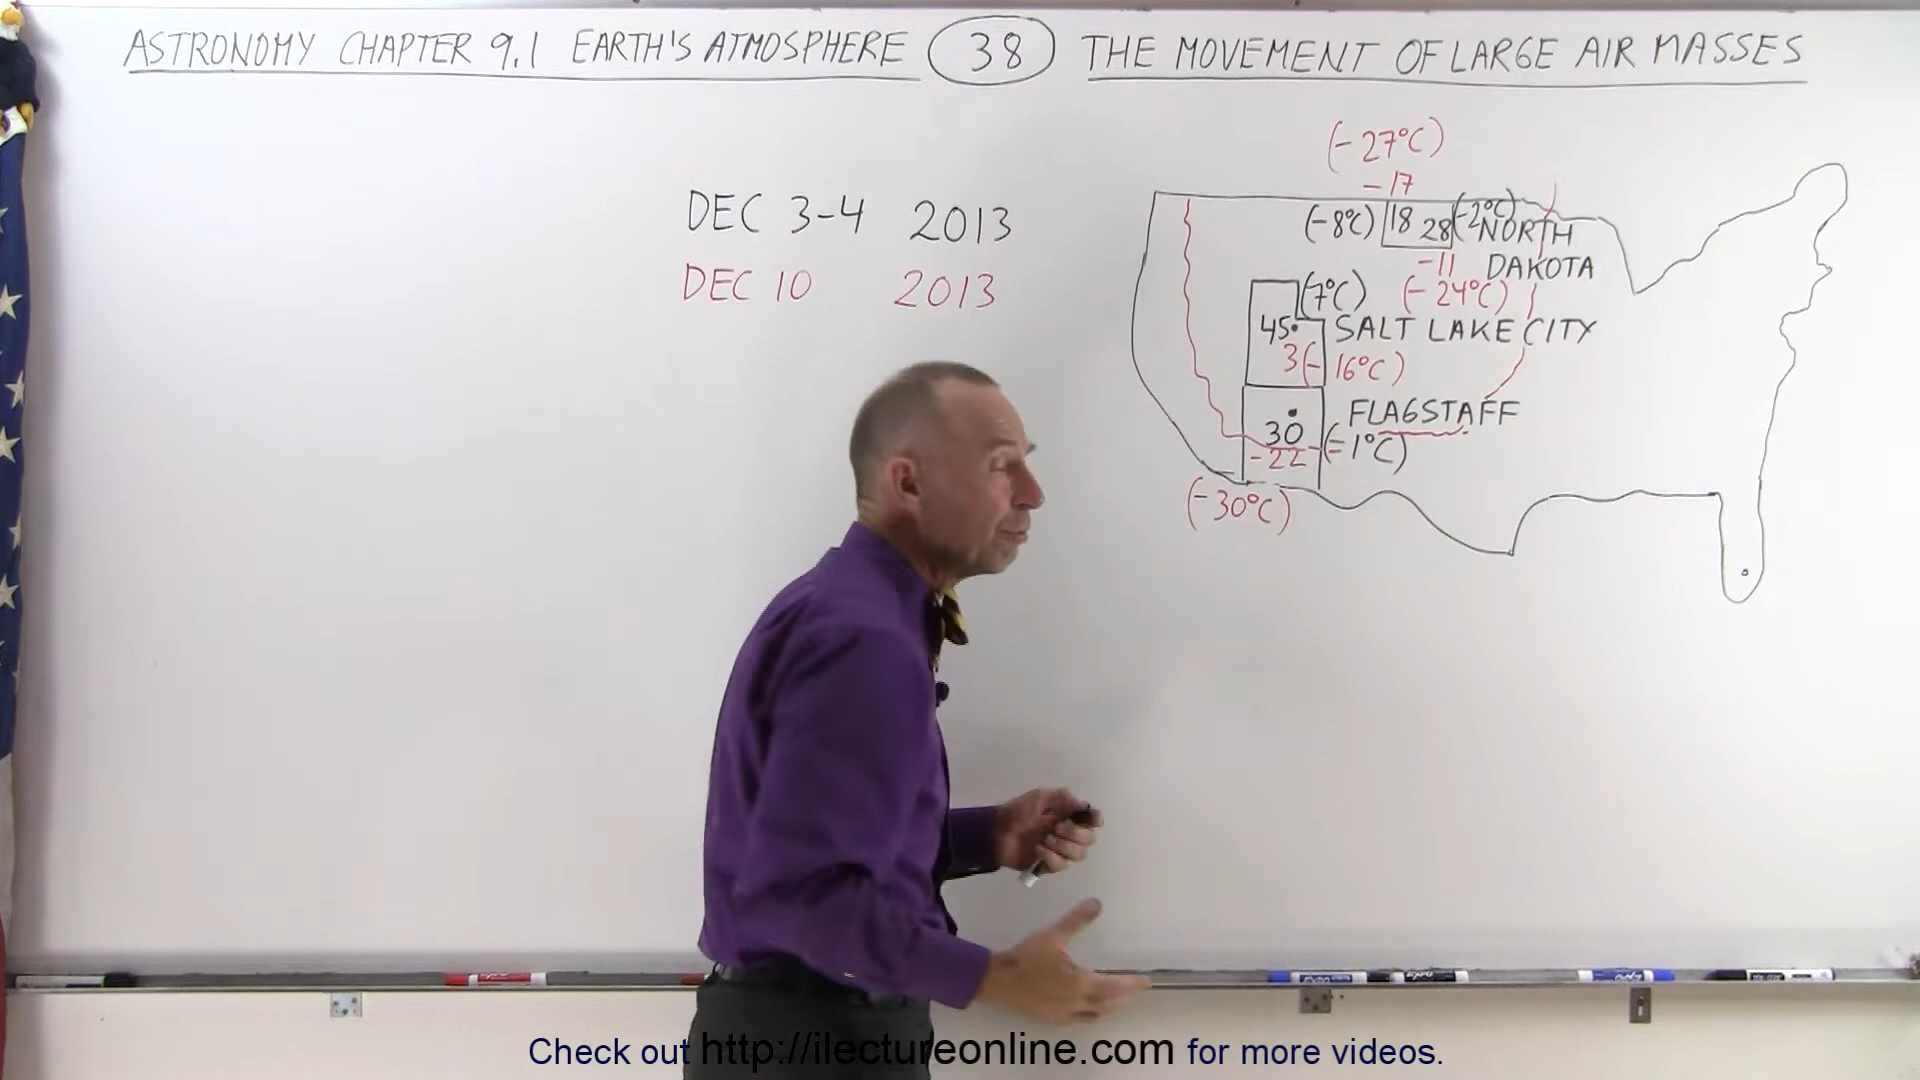 ASTRONOMY CHAPTER 9.1 EARTH'S ATMOSPHERE 38 THE MOVEMENT OF LARGE AIR MASSES
DEC 3-4 2013
DEC 10 2013
(-27°C)
-17
(-8°C) 18 28 (-2°C)
NORTH
-11 DAKOTA
(7°C) (-24°C)
45 SALT LAKE CITY
3 (-16°C)
FLAGSTAFF
30 (-1°C)
-22
(-30°C)
EXPO
Check out http://ilectureonline.com for more videos.